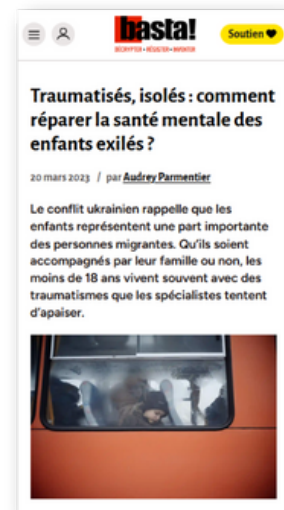 basta!
DÉCRYPTER • RÉSISTER • INVENTER
Soutien
Traumatisés, isolés : comment
réparer la santé mentale des
enfants exilés ?
20 mars 2023 / par Audrey Parmentier
Le conflit ukrainien rappelle que les
enfants représentent une part importante
des personnes migrantes. Qu'ils soient
accompagnés par leur famille ou non, les
moins de 18 ans vivent souvent avec des
traumatismes que les spécialistes tentent
d'apaiser.